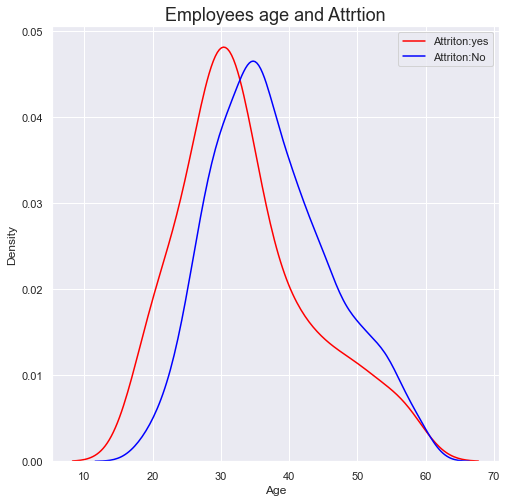 Employees age and Attrtion
Attriton:yes
Attriton:No
0.05
0.04
0.03
0.02
0.01
0.00
Density
10 20 30 40 50 60 70
Age